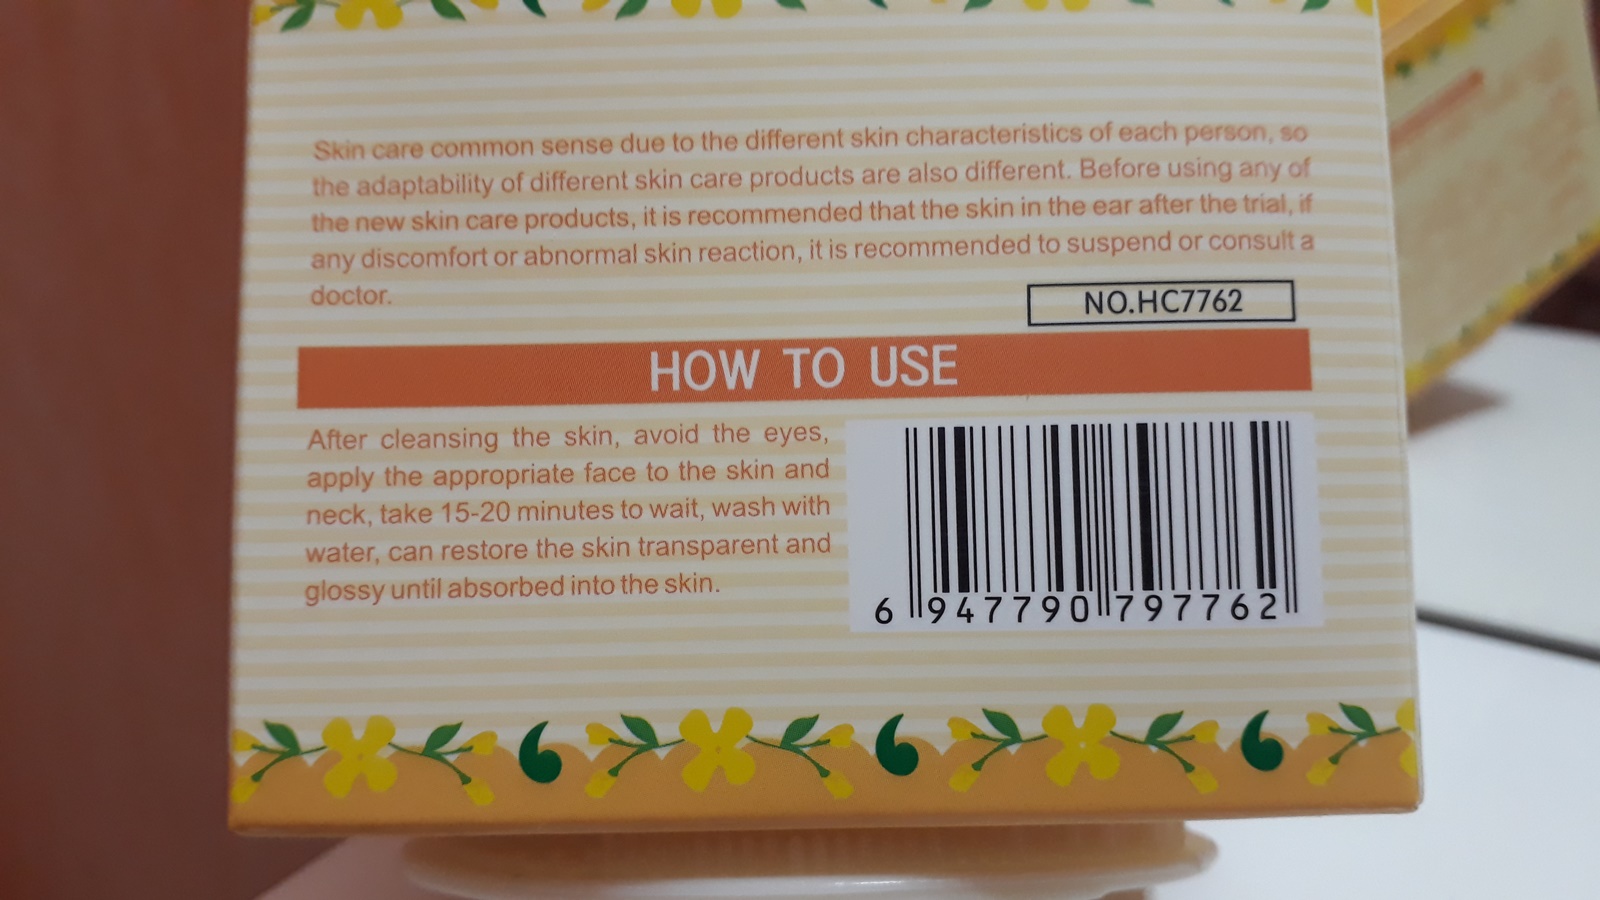 Skin care common sense due to the different skin characteristics of each person, so
the adaptability of different skin care products are also different. Before using any of
the new skin care products, it is recommended that the skin in the ear after the trial, if
any discomfort or abnormal skin reaction, it is recommended to suspend or consult a
doctor.
NO.HC7762
HOW TO USE
After cleansing the skin, avoid the eyes,
apply the appropriate face to the skin and
neck, take 15-20 minutes to wait, wash with
water, can restore the skin transparent and
glossy until absorbed into the skin.
6 947790 797762